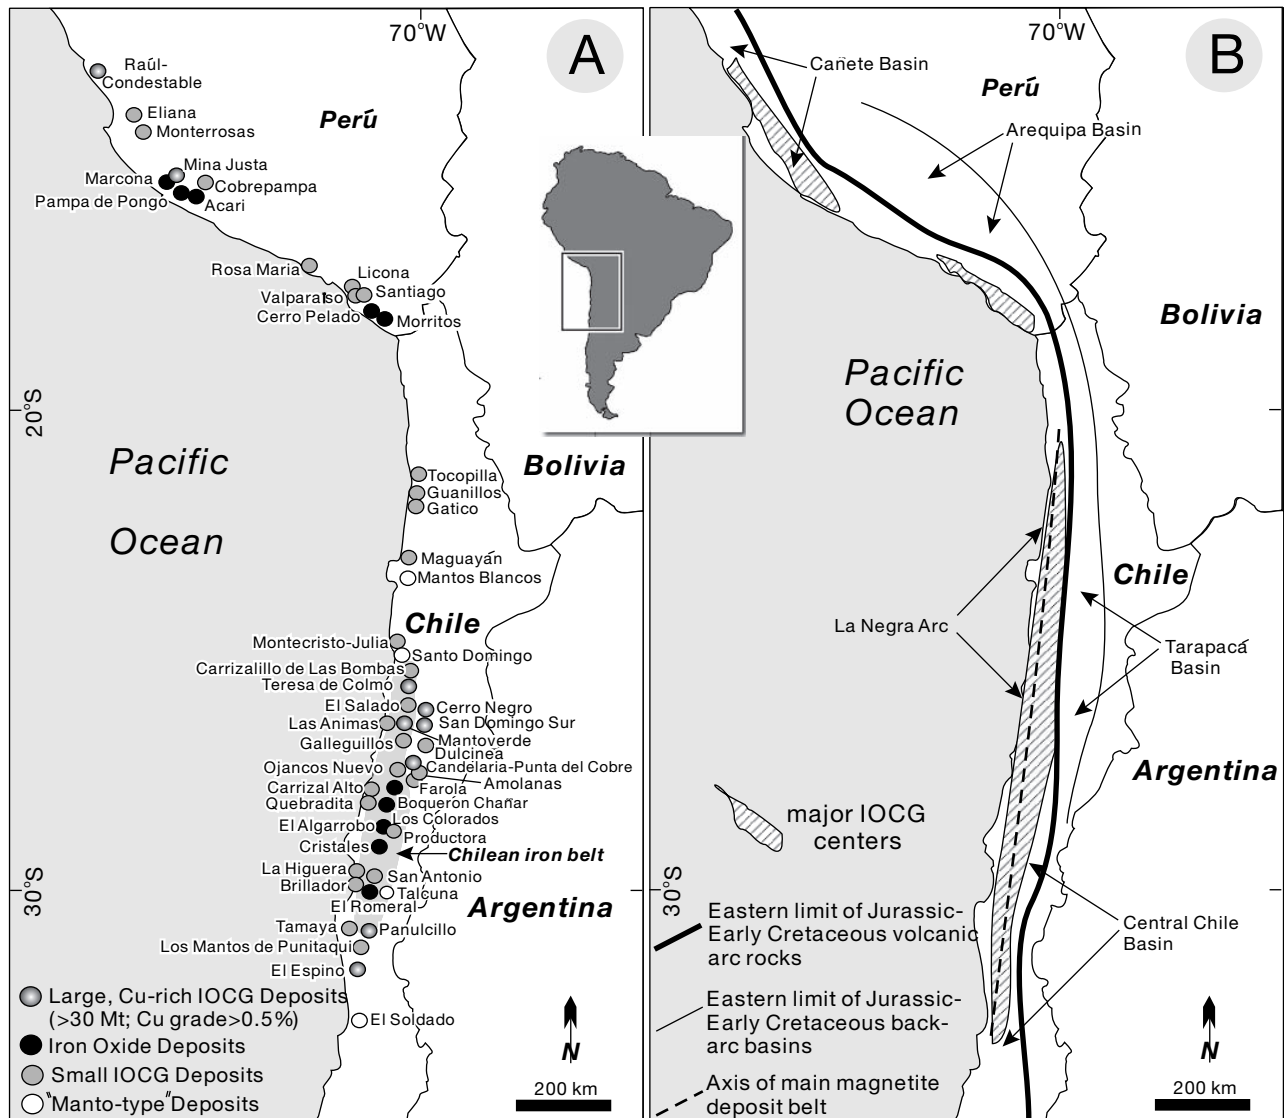 70°W
A
Raúl-
Condestable
Eliana
Monterrosas
Perú
Mina Justa
Marcona
Cobrepampa
Pampa de Pongo
Acari
Rosa Maria
Licona
Valparaíso
Santiago
Cerro Pelado
Morritos
20°S
Pacific
Ocean
Bolivia
Tocopilla
Guanillos
Gatico
Maguayán
Mantos Blancos
Chile
Montecristo-Julia
Santo Domingo
Carrizalillo de Las Bombas
Teresa de Colmo
El Salado
Cerro Negro
Las Animas
San Domingo Sur
Galleguillos
Mantoverde
Dulcinea
Ojancos Nuevo
Candelaria-Punta del Cobre
Carrizal Alto
Farola
Amolanas
Quebradita
Boquerón Chañar
El Algarrobo
Los Colorados
Productora
Cristales
Chilean iron belt
La Higuera
San Antonio
Brillador
Talcuna
30°S
El Romeral
Argentina
Tamaya
Panulcillo
Los Mantos de Punitaqui
El Espino
El Soldado
Large, Cu-rich IOCG Deposits
(>30 Mt; Cu grade>0.5%)
Iron Oxide Deposits
Small IOCG Deposits
"Manto-type" Deposits
N
200 km
70°W
B
Cañete Basin
Perú
Arequipa Basin
Bolivia
Pacific
Ocean
Chile
La Negra Arc
Tarapacá
Basin
Argentina
major IOCG
centers
30°S
Eastern limit of Jurassic-
Early Cretaceous volcanic
arc rocks
Central Chile
Basin
Eastern limit of Jurassic-
Early Cretaceous back-
arc basins
Axis of main magnetite
deposit belt
N
200 km